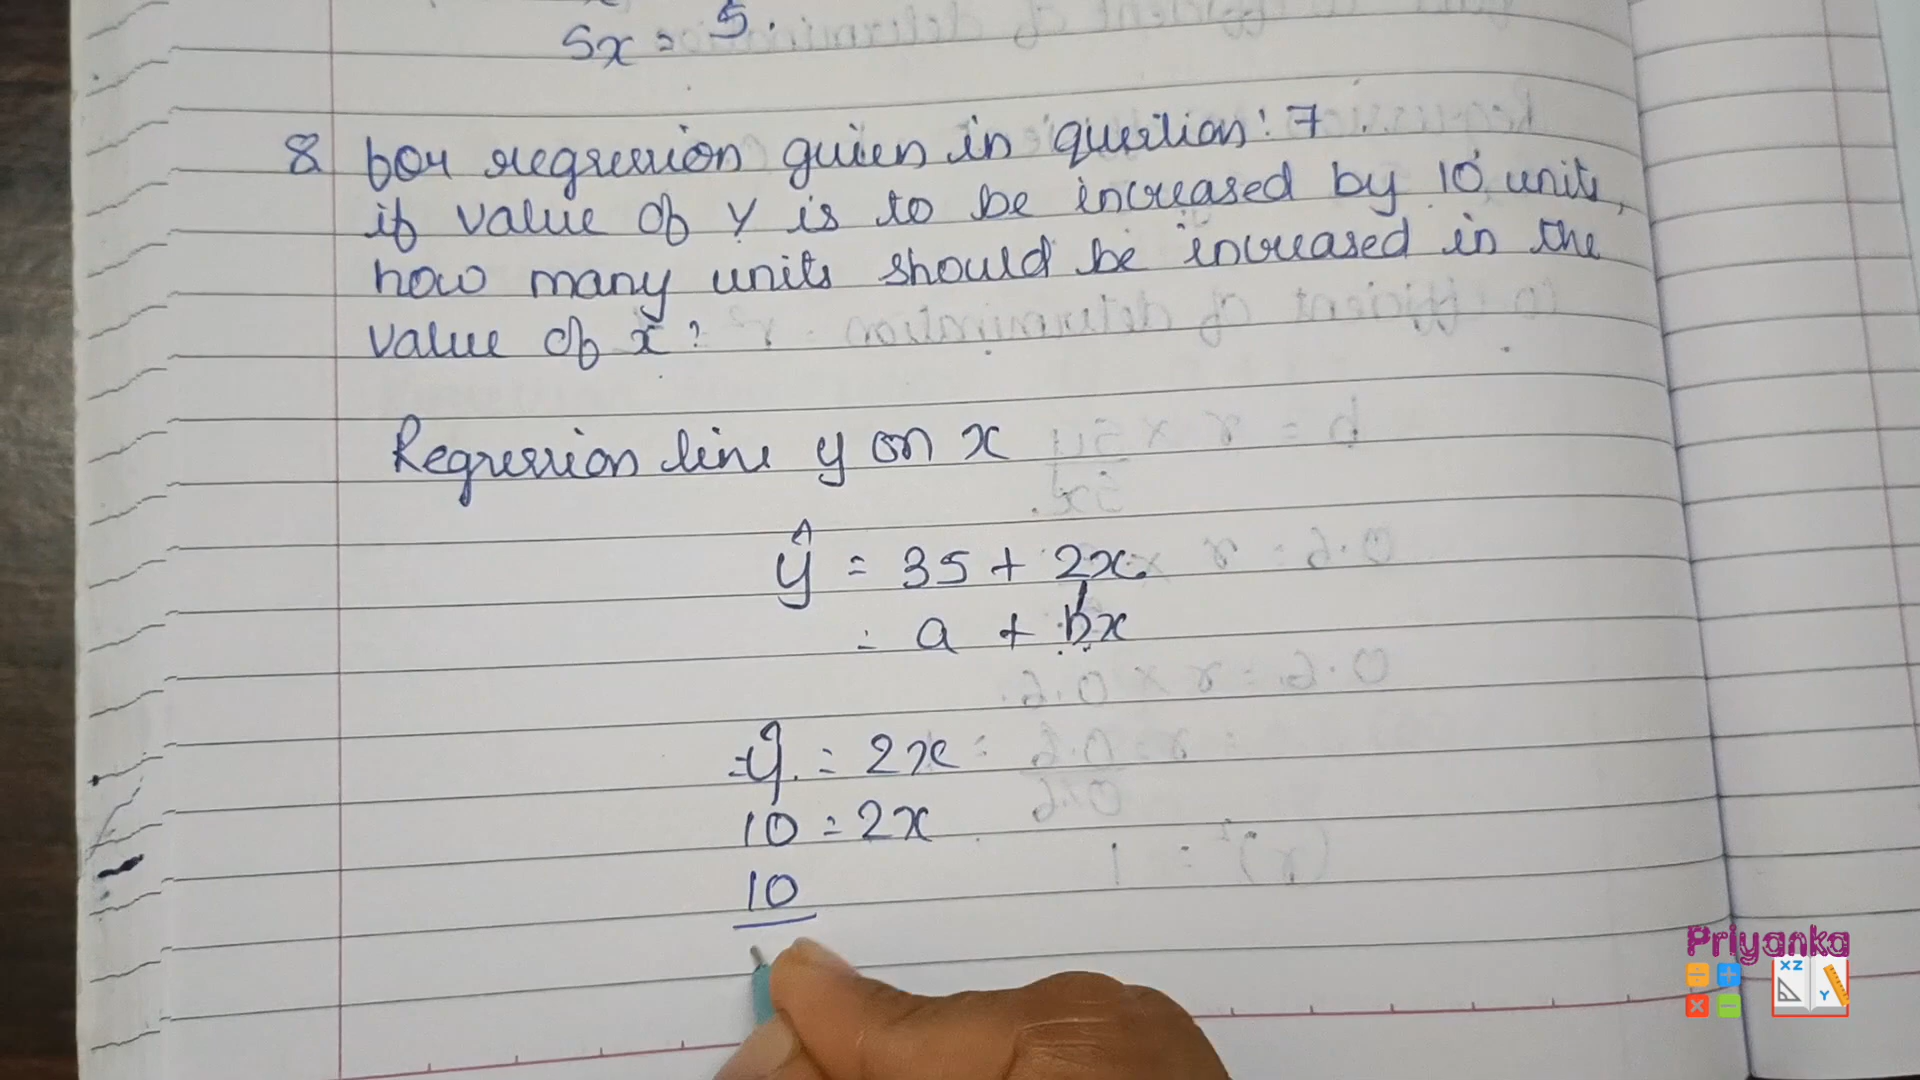 Sx = 5.
8 for regression given in question: 7.
if value of Y is to be increased by 10 units,
how many units should be increased in the
value of x?
Regression line y on x
ŷ = 35 + 2x
= a + bx
= y = 2x
10 = 2x
10
Priyanka
XZ
Y